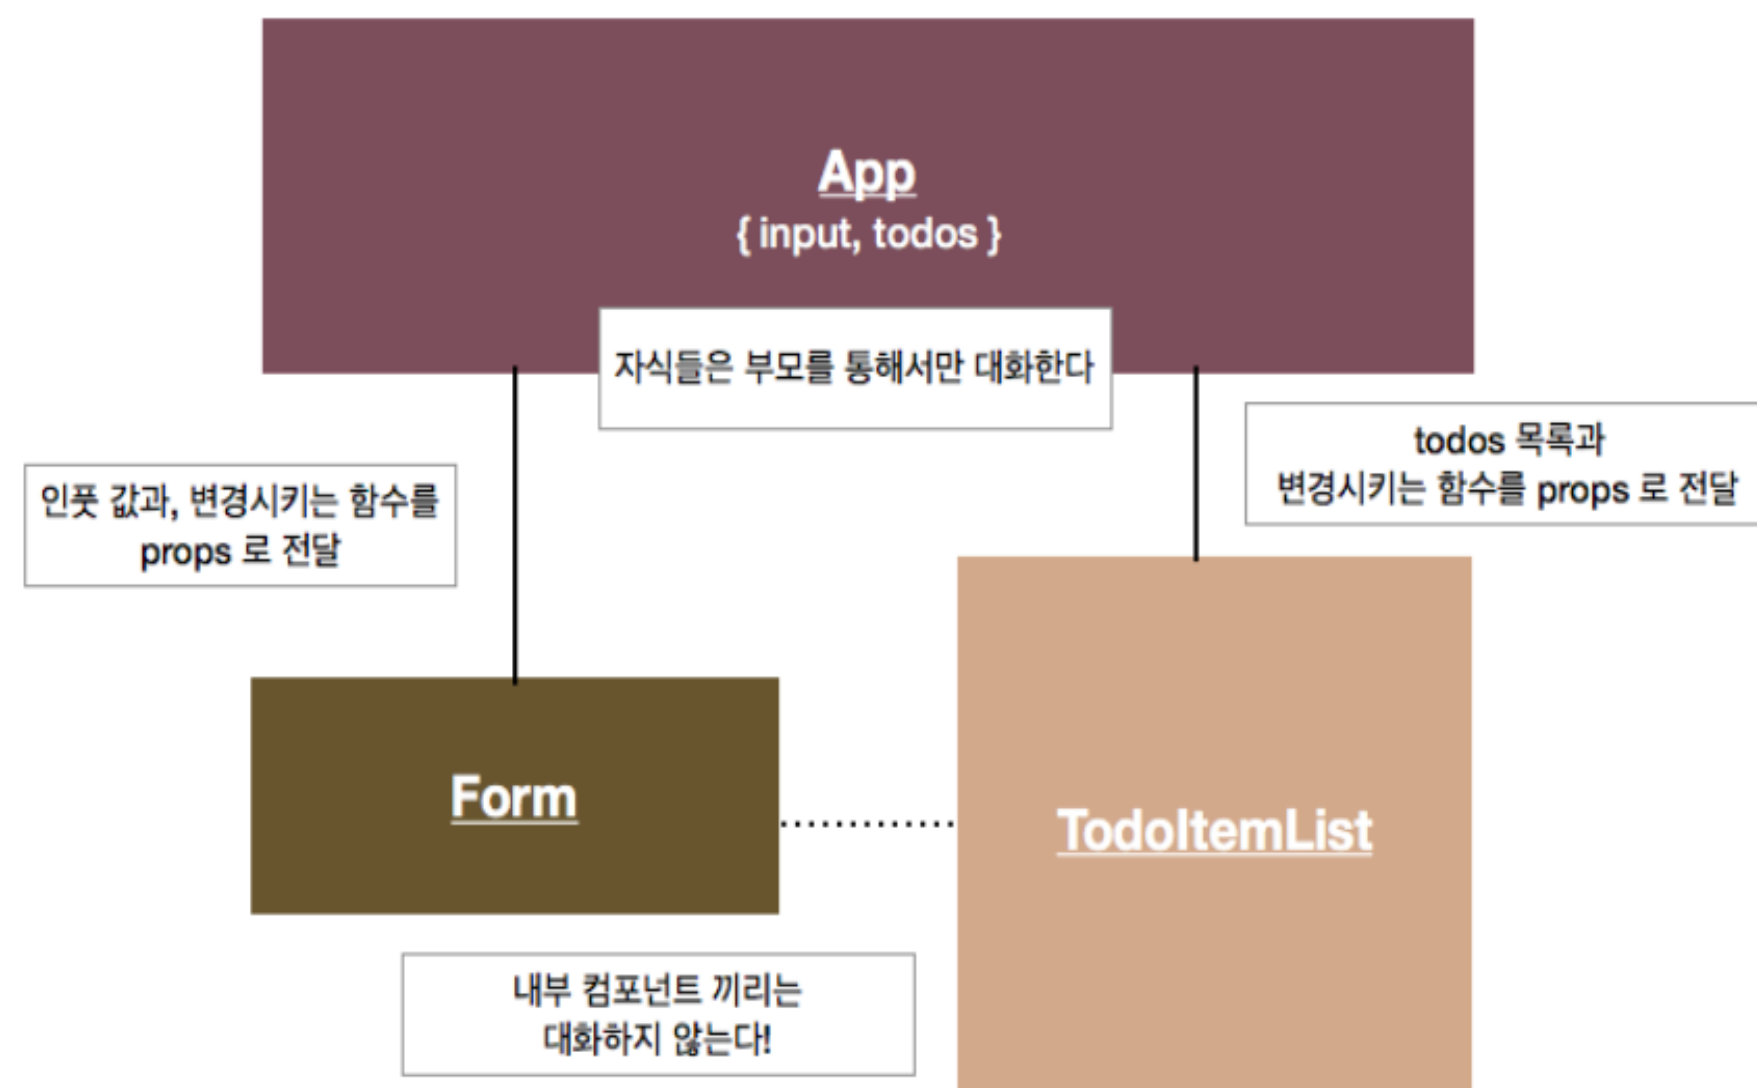 App
{ input, todos }
자식들은 부모를 통해서만 대화한다
todos 목록과
변경시키는 함수를 props 로 전달
인풋 값과, 변경시키는 함수를
props 로 전달
Form
TodoItemList
내부 컴포넌트 끼리는
대화하지 않는다!